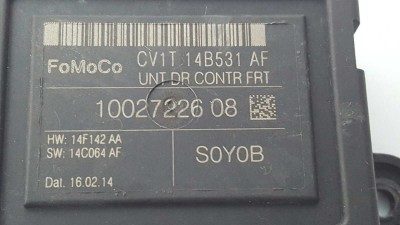 FoMoCo CV1T 14B531 AF
UNT DR CONTR FRT
10027226 08
HW: 14F142 AA
SW: 14C064 AF
S0Y0B
Dat. 16.02.14